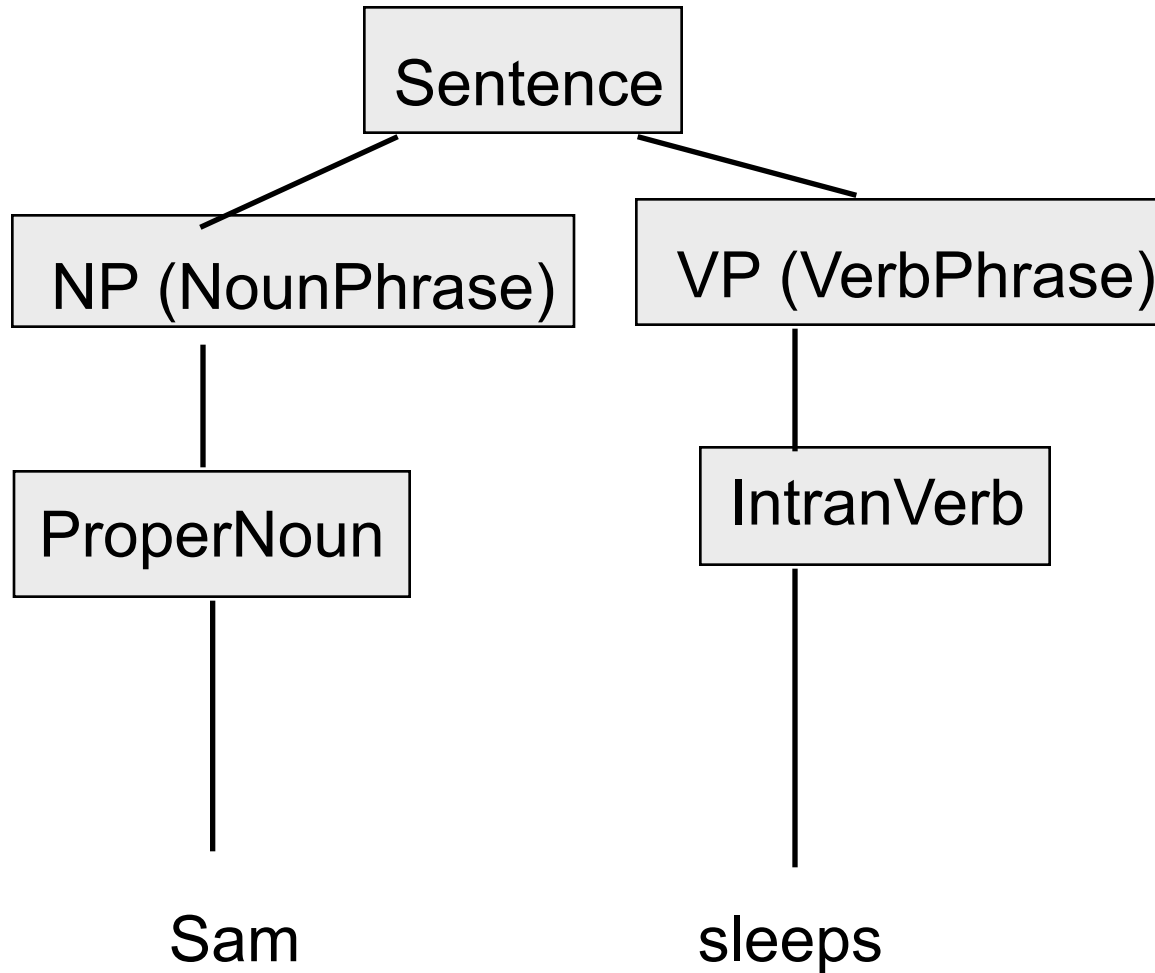 Sentence
NP (NounPhrase)
VP (VerbPhrase)
ProperNoun
IntranVerb
Sam
sleeps